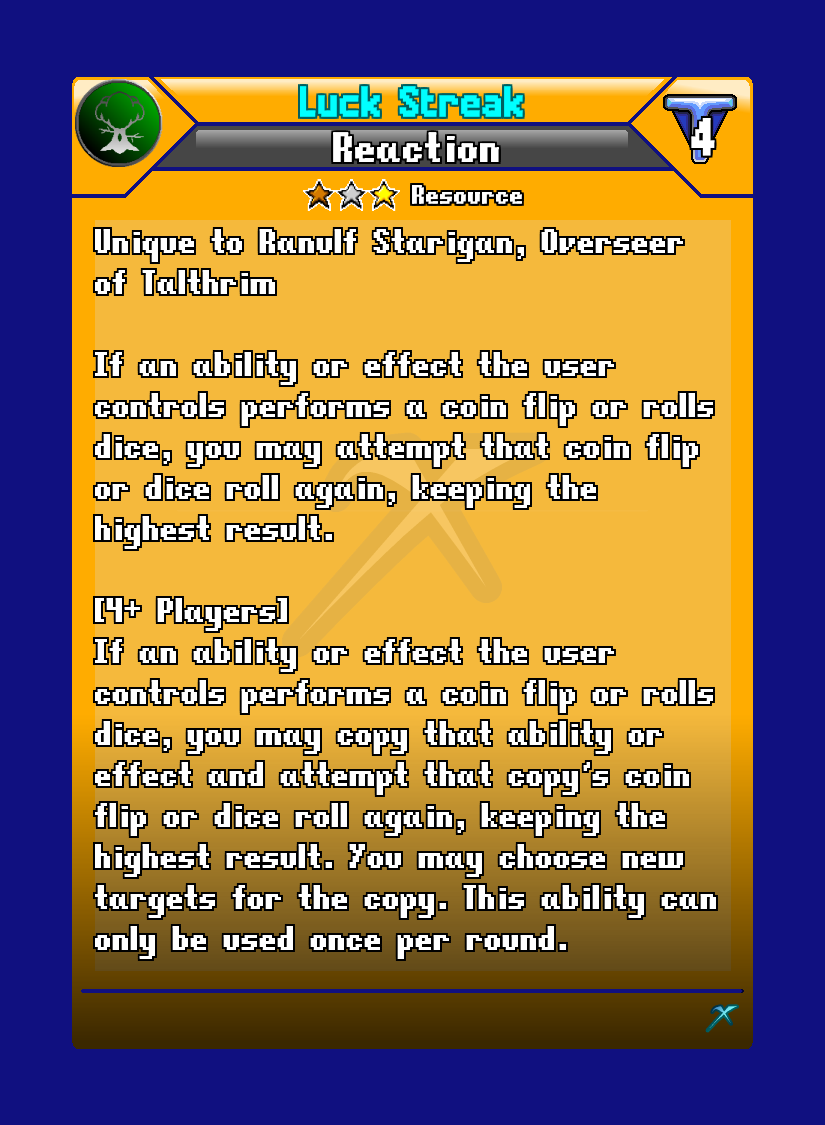 Luck Streak
4
Reaction
Resource
Unique to Ranulf Starigan, Overseer
of Talthrim
If an ability or effect the user
controls performs a coin flip or rolls
dice, you may attempt that coin flip
or dice roll again, keeping the
highest result.
[4+ Players]
If an ability or effect the user
controls performs a coin flip or rolls
dice, you may copy that ability or
effect and attempt that copy's coin
flip or dice roll again, keeping the
highest result. You may choose new
targets for the copy. This ability can
only be used once per round.